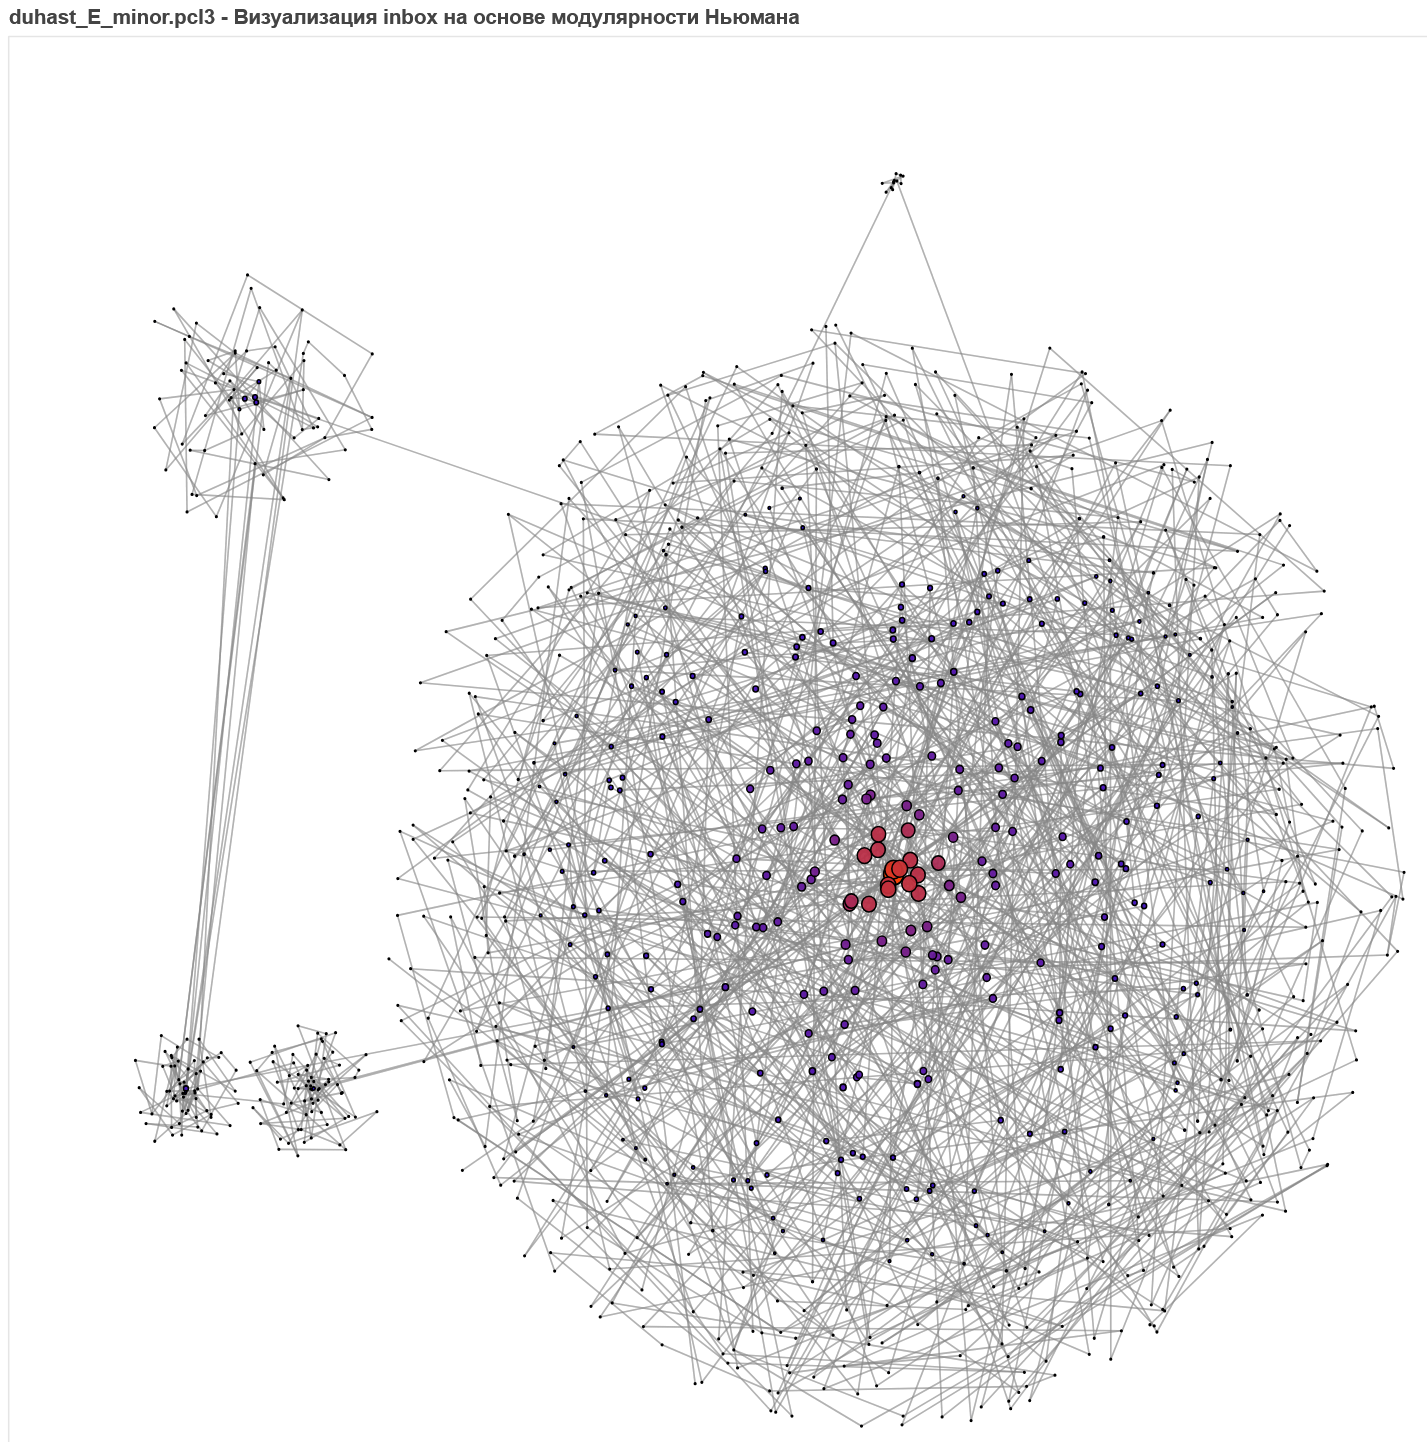 duhast_E_minor.pcl3 - Визуализация inbox на основе модулярности Ньюмана